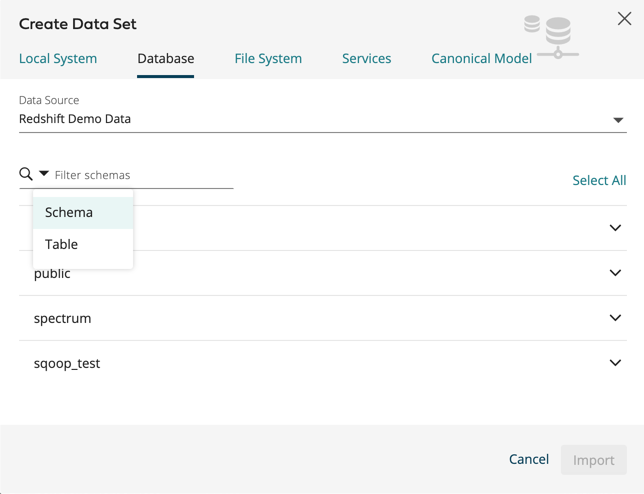 Create Data Set
Local System Database File System Services Canonical Model
Data Source
Redshift Demo Data
Filter schemas
Select All
Schema
Table
public
spectrum
sqoop_test
Cancel Import